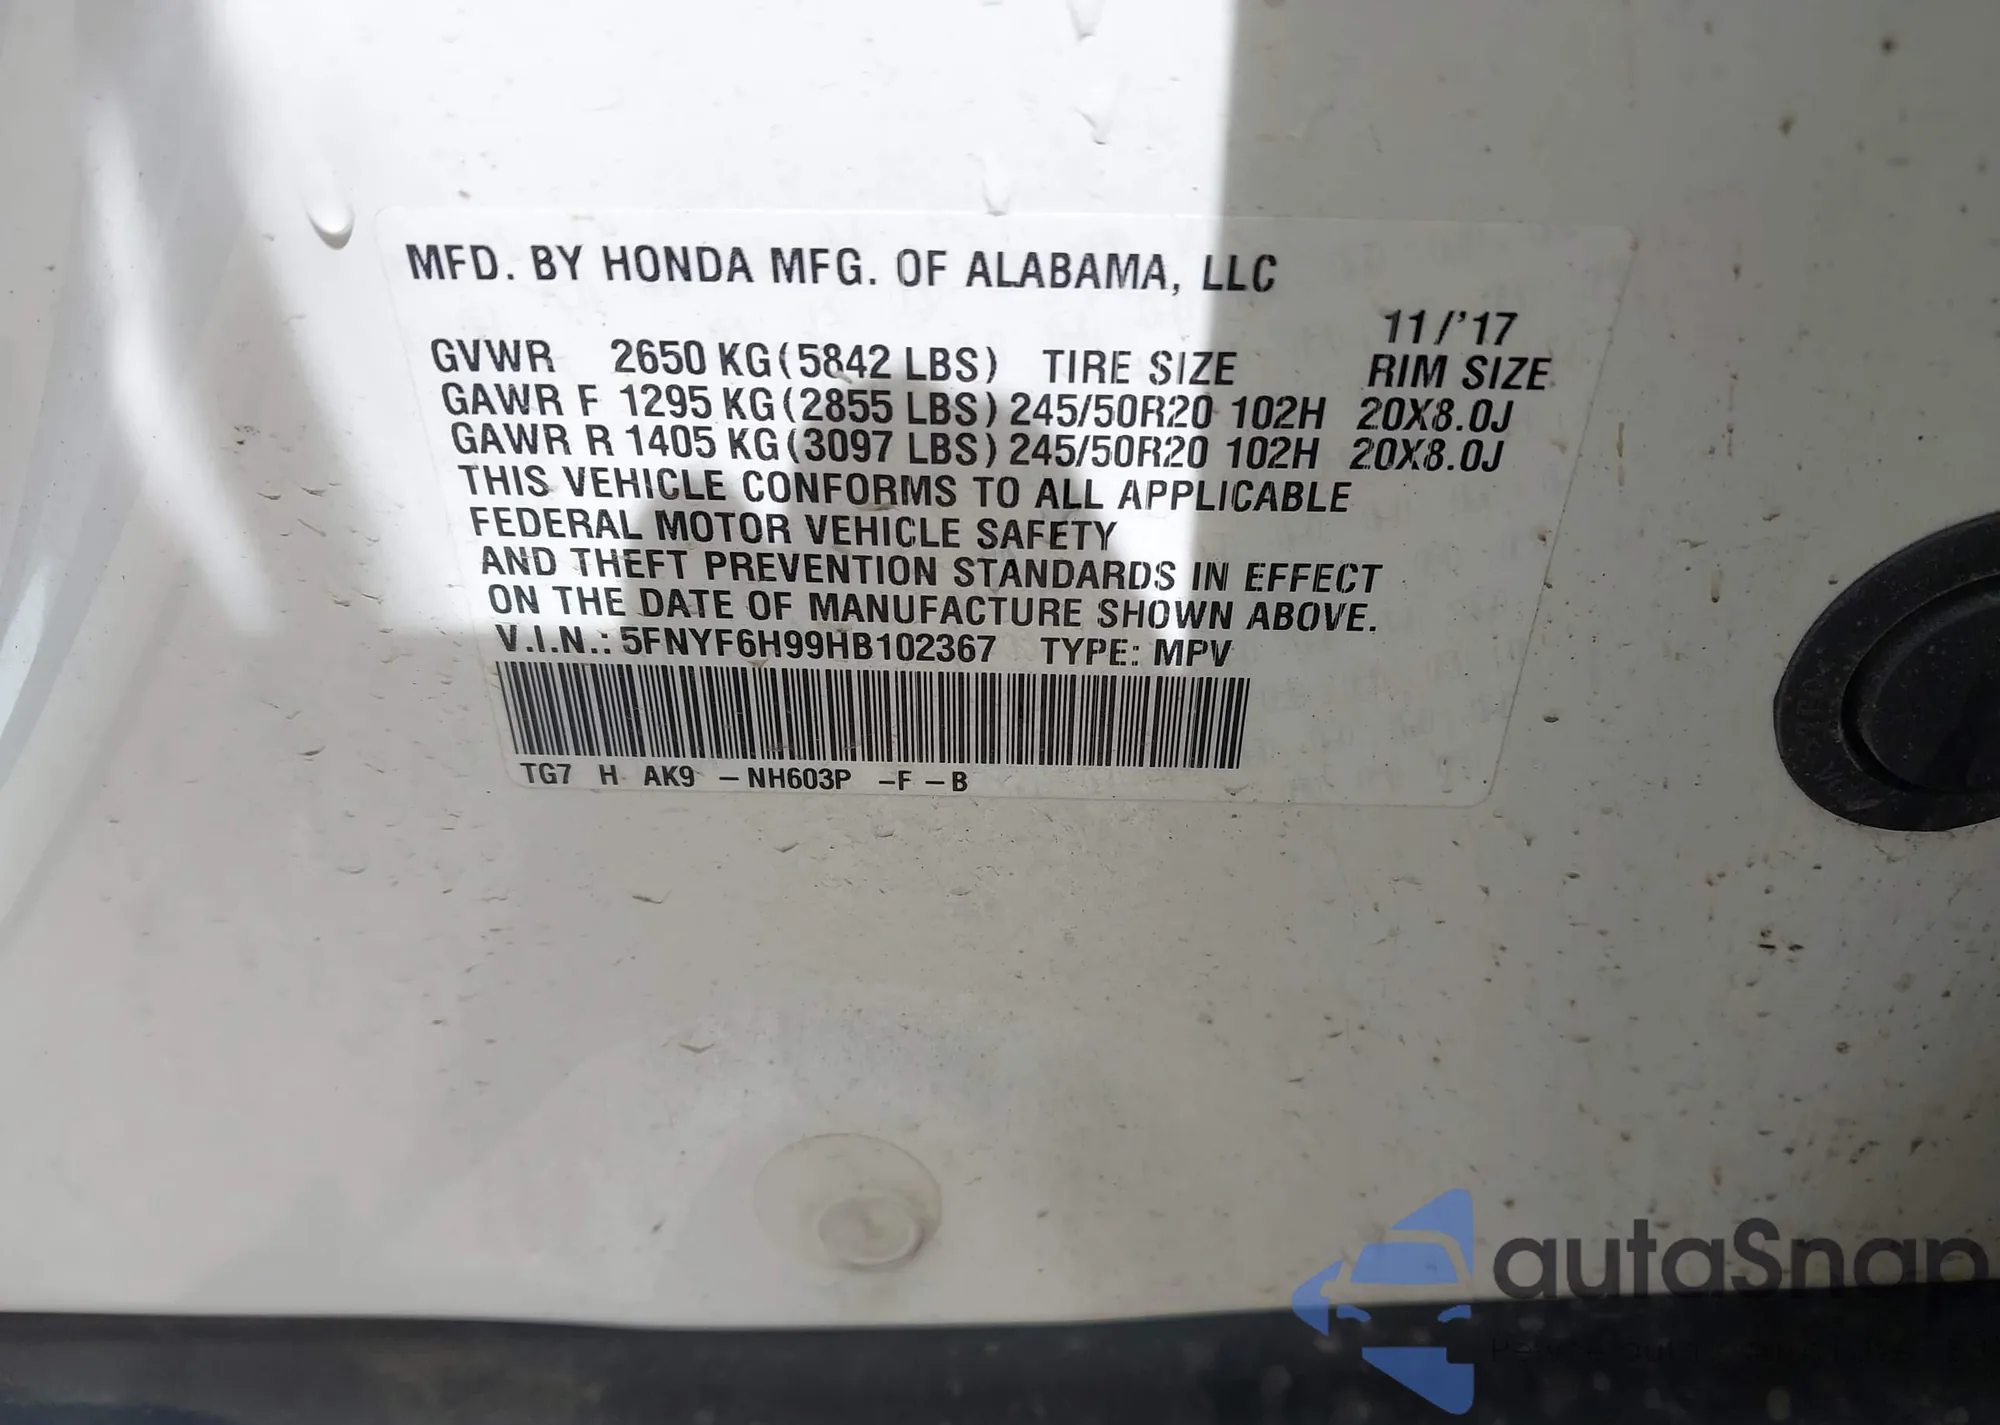 MFD. BY HONDA MFG. OF ALABAMA, LLC
11/'17
GVWR 2650 KG (5842 LBS) TIRE SIZE RIM SIZE
GAWR F 1295 KG (2855 LBS) 245/50R20 102H 20X8.0J
GAWR R 1405 KG (3097 LBS) 245/50R20 102H 20X8.0J
THIS VEHICLE CONFORMS TO ALL APPLICABLE
FEDERAL MOTOR VEHICLE SAFETY
AND THEFT PREVENTION STANDARDS IN EFFECT
ON THE DATE OF MANUFACTURE SHOWN ABOVE.
V.I.N.: 5FNYF6H99HB102367 TYPE: MPV
TG7 H AK9 -NH603P -F -B
autaSnap